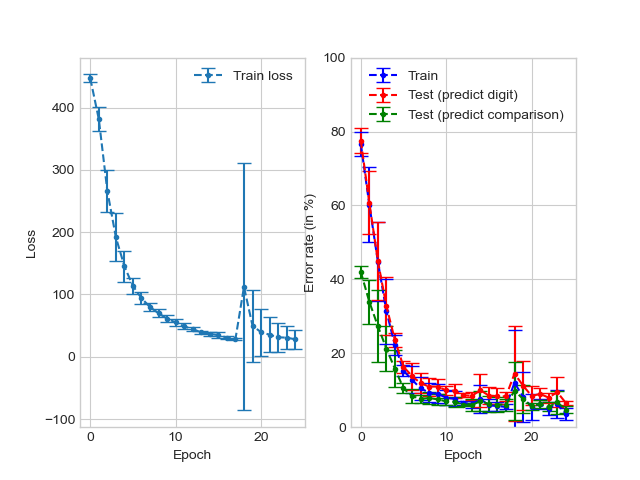 Train loss
400
300
200
100
0
−100
0
10
20
Epoch
Loss
Train
Test (predict digit)
Test (predict comparison)
100
80
60
40
20
0
0
10
20
Epoch
Error rate (in %)